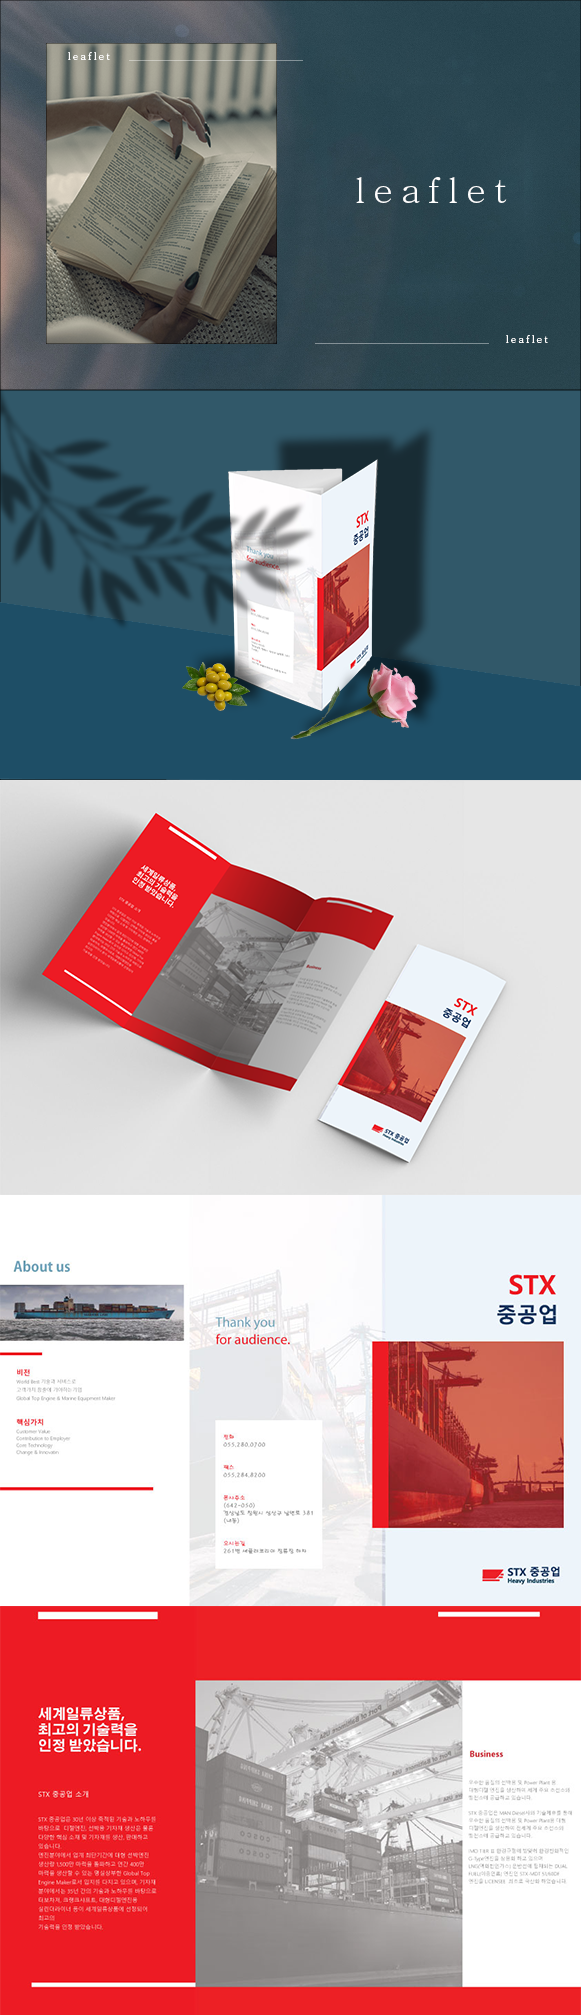 leaflet
leaflet
leaflet
STX
중공업
Thank you
for audience.
STX 중공업
세계일류상품,
최고의 기술력을
인정 받았습니다.
STX 중공업 소개
Business
STX
중공업
STX 중공업
Heavy Industries
About us
비전
World Best 기술과 서비스로
고객가치 창출에 기여하는 기업
Global Top Engine & Marine Equipment Maker
핵심가치
Customer Value
Contribution to Employer
Core Technology
Change & Innovation
Thank you
for audience.
전화
055.280.0700
팩스
055.284.8200
본사주소
(642-050)
경상남도 창원시 성산구 남면로 381
(내동)
오시는길
STX
중공업
STX 중공업
Heavy Industries
세계일류상품,
최고의 기술력을
인정 받았습니다.
STX 중공업 소개
STX 중공업은 30년 이상 축적된 기술과 노하우를
바탕으로 디젤엔진, 선박용 기자재 생산은 물론
다양한 핵심 소재 및 기자재를 생산, 판매하고
있습니다.
엔진분야에서 업계 최단기간에 대형 선박엔진
생산량 1,500만 마력을 돌파하고 연간 400만
마력을 생산할 수 있는 명실상부한 Global Top
Engine Maker로서 입지를 다지고 있으며, 기자재
분야에서는 35년 간의 기술과 노하우를 바탕으로
터보차저, 크랭크샤프트, 대형디젤엔진용
실린더라이너 등이 세계일류상품에 선정되어
최고의
기술력을 인정 받았습니다.
Business